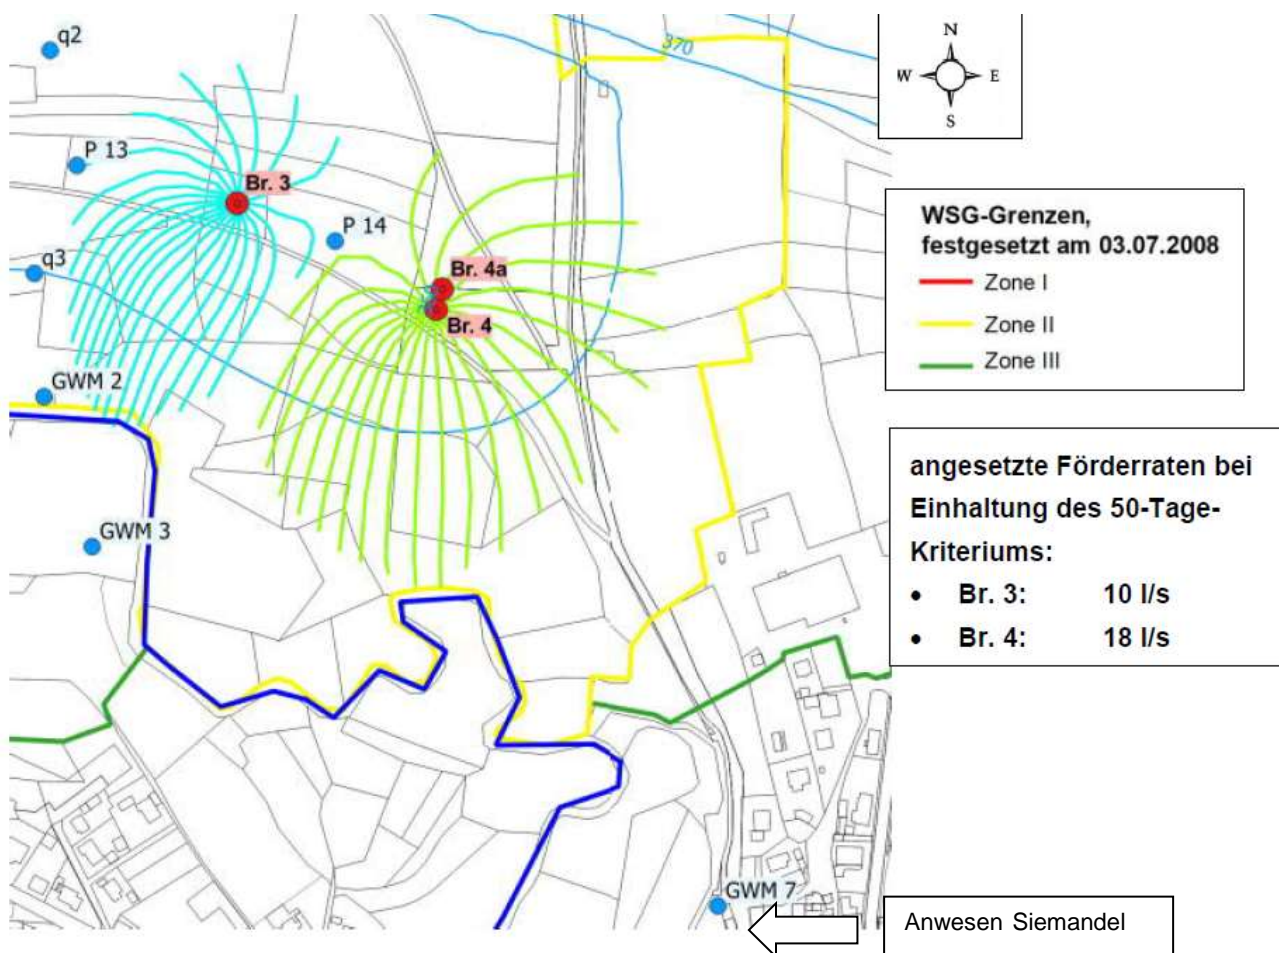 q2
370
N
W E
S
P 13
Br. 3
P 14
q3
Br. 4a
Br. 4
WSG-Grenzen,
festgesetzt am 03.07.2008
Zone I
Zone II
Zone III
GWM 2
GWM 3
angesetzte Förderraten bei
Einhaltung des 50-Tage-
Kriteriums:
• Br. 3: 10 l/s
• Br. 4: 18 l/s
GWM 7
Anwesen Siemandel